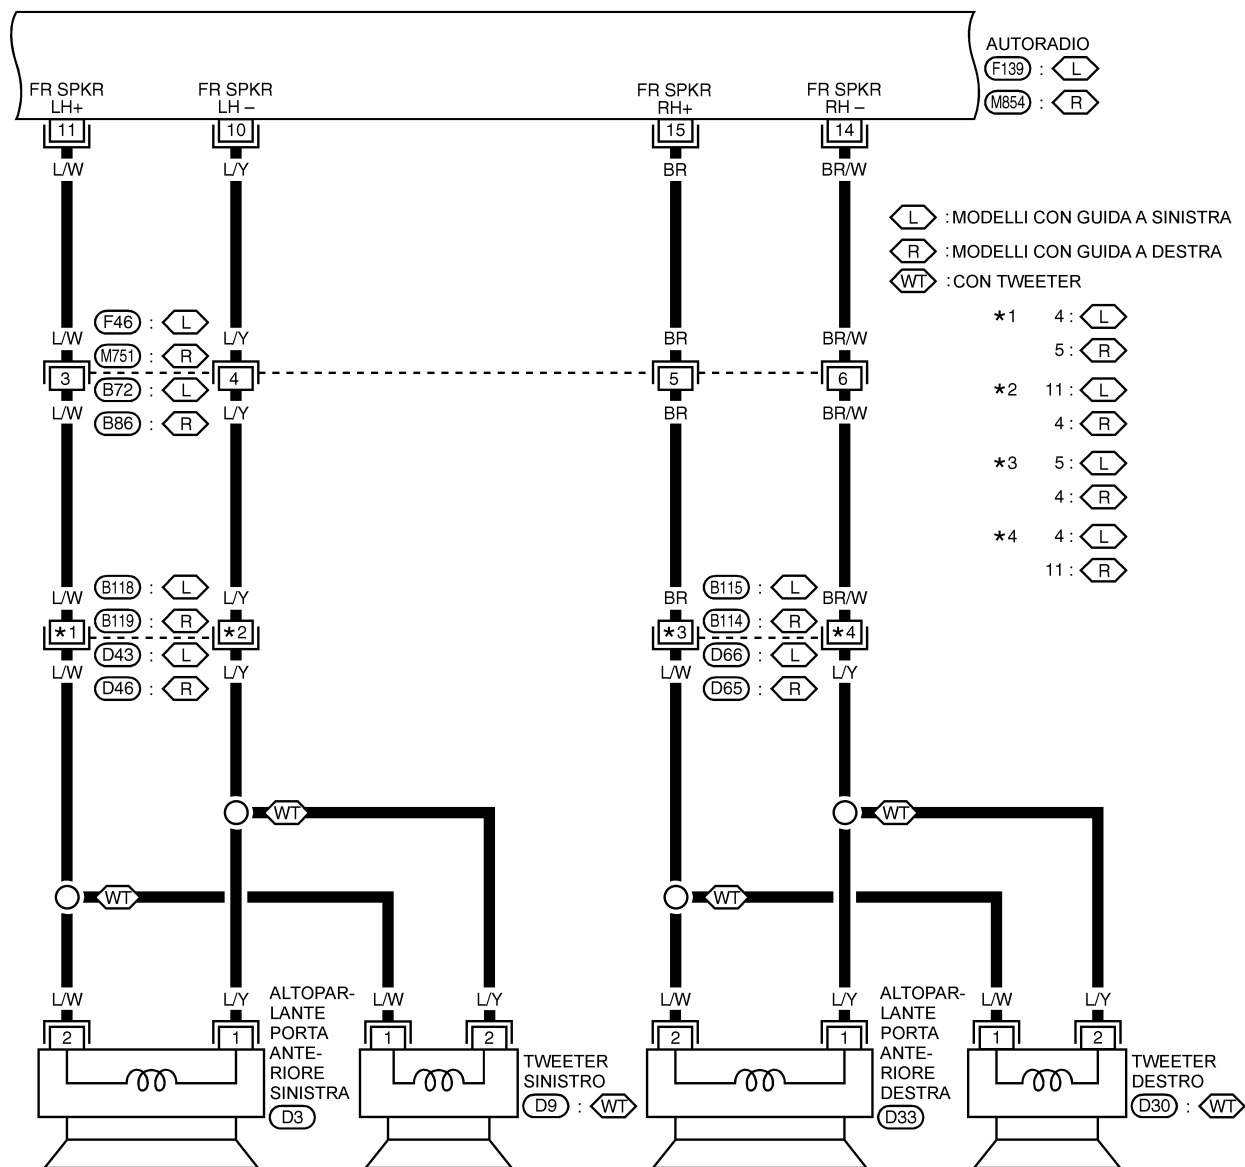 AUTORADIO
F139 : L
M854 : R
FR SPKR LH+
FR SPKR LH –
FR SPKR RH+
FR SPKR RH –
11 10 15 14
L/W L/Y BR BR/W
L : MODELLI CON GUIDA A SINISTRA
R : MODELLI CON GUIDA A DESTRA
WT : CON TWEETER
*1 4 : L
5 : R
*2 11 : L
4 : R
*3 5 : L
4 : R
*4 4 : L
11 : R
F46 : L
L/W L/Y BR BR/W
M751 : R
3 4 5 6
B72 : L
L/W L/Y BR BR/W
B86 : R
B118 : L B115 : L
L/W L/Y BR BR/W
B119 : R B114 : R
*1 *2 *3 *4
D43 : L D66 : L
L/W L/Y L/W L/Y
D46 : R D65 : R
WT WT
WT WT
L/W L/Y L/W L/Y L/W L/Y L/W L/Y
2 1 1 2 2 1 1 2
ALTOPAR-
LANTE
PORTA
ANTE-
RIORE
SINISTRA
D3
TWEETER
SINISTRO
D9 : WT
ALTOPAR-
LANTE
PORTA
ANTE-
RIORE
DESTRA
D33
TWEETER
DESTRO
D30 : WT